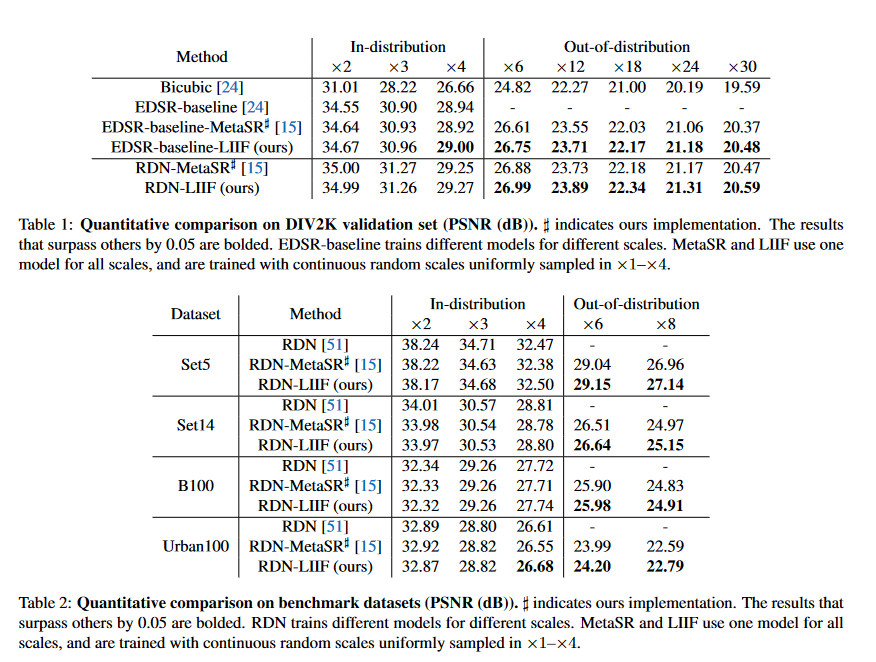 Method In-distribution Out-of-distribution
×2 ×3 ×4 ×6 ×12 ×18 ×24 ×30
Bicubic [24] 31.01 28.22 26.66 24.82 22.27 21.00 20.19 19.59
EDSR-baseline [24] 34.55 30.90 28.94 - - - - -
EDSR-baseline-MetaSR♯ [15] 34.64 30.93 28.92 26.61 23.55 22.03 21.06 20.37
EDSR-baseline-LIIF (ours) 34.67 30.96 29.00 26.75 23.71 22.17 21.18 20.48
RDN-MetaSR♯ [15] 35.00 31.27 29.25 26.88 23.73 22.18 21.17 20.47
RDN-LIIF (ours) 34.99 31.26 29.27 26.99 23.89 22.34 21.31 20.59
Table 1: Quantitative comparison on DIV2K validation set (PSNR (dB)). ♯ indicates ours implementation. The results
that surpass others by 0.05 are bolded. EDSR-baseline trains different models for different scales. MetaSR and LIIF use one
model for all scales, and are trained with continuous random scales uniformly sampled in ×1–×4.
Dataset Method In-distribution Out-of-distribution
×2 ×3 ×4 ×6 ×8
RDN [51] 38.24 34.71 32.47 - -
Set5 RDN-MetaSR♯ [15] 38.22 34.63 32.38 29.04 26.96
RDN-LIIF (ours) 38.17 34.68 32.50 29.15 27.14
RDN [51] 34.01 30.57 28.81 - -
Set14 RDN-MetaSR♯ [15] 33.98 30.54 28.78 26.51 24.97
RDN-LIIF (ours) 33.97 30.53 28.80 26.64 25.15
RDN [51] 32.34 29.26 27.72 - -
B100 RDN-MetaSR♯ [15] 32.33 29.26 27.71 25.90 24.83
RDN-LIIF (ours) 32.32 29.26 27.74 25.98 24.91
RDN [51] 32.89 28.80 26.61 - -
Urban100 RDN-MetaSR♯ [15] 32.92 28.82 26.55 23.99 22.59
RDN-LIIF (ours) 32.87 28.82 26.68 24.20 22.79
Table 2: Quantitative comparison on benchmark datasets (PSNR (dB)). ♯ indicates ours implementation. The results that
surpass others by 0.05 are bolded. RDN trains different models for different scales. MetaSR and LIIF use one model for all
scales, and are trained with continuous random scales uniformly sampled in ×1–×4.